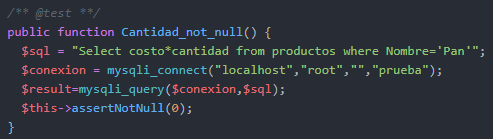 /** @test **/
public function Cantidad_not_null() {
$sql = "Select costo*cantidad from productos where Nombre='Pan'";
$conexion = mysqli_connect("localhost","root","","prueba");
$result=mysqli_query($conexion,$sql);
$this->assertNotNull(0);
}